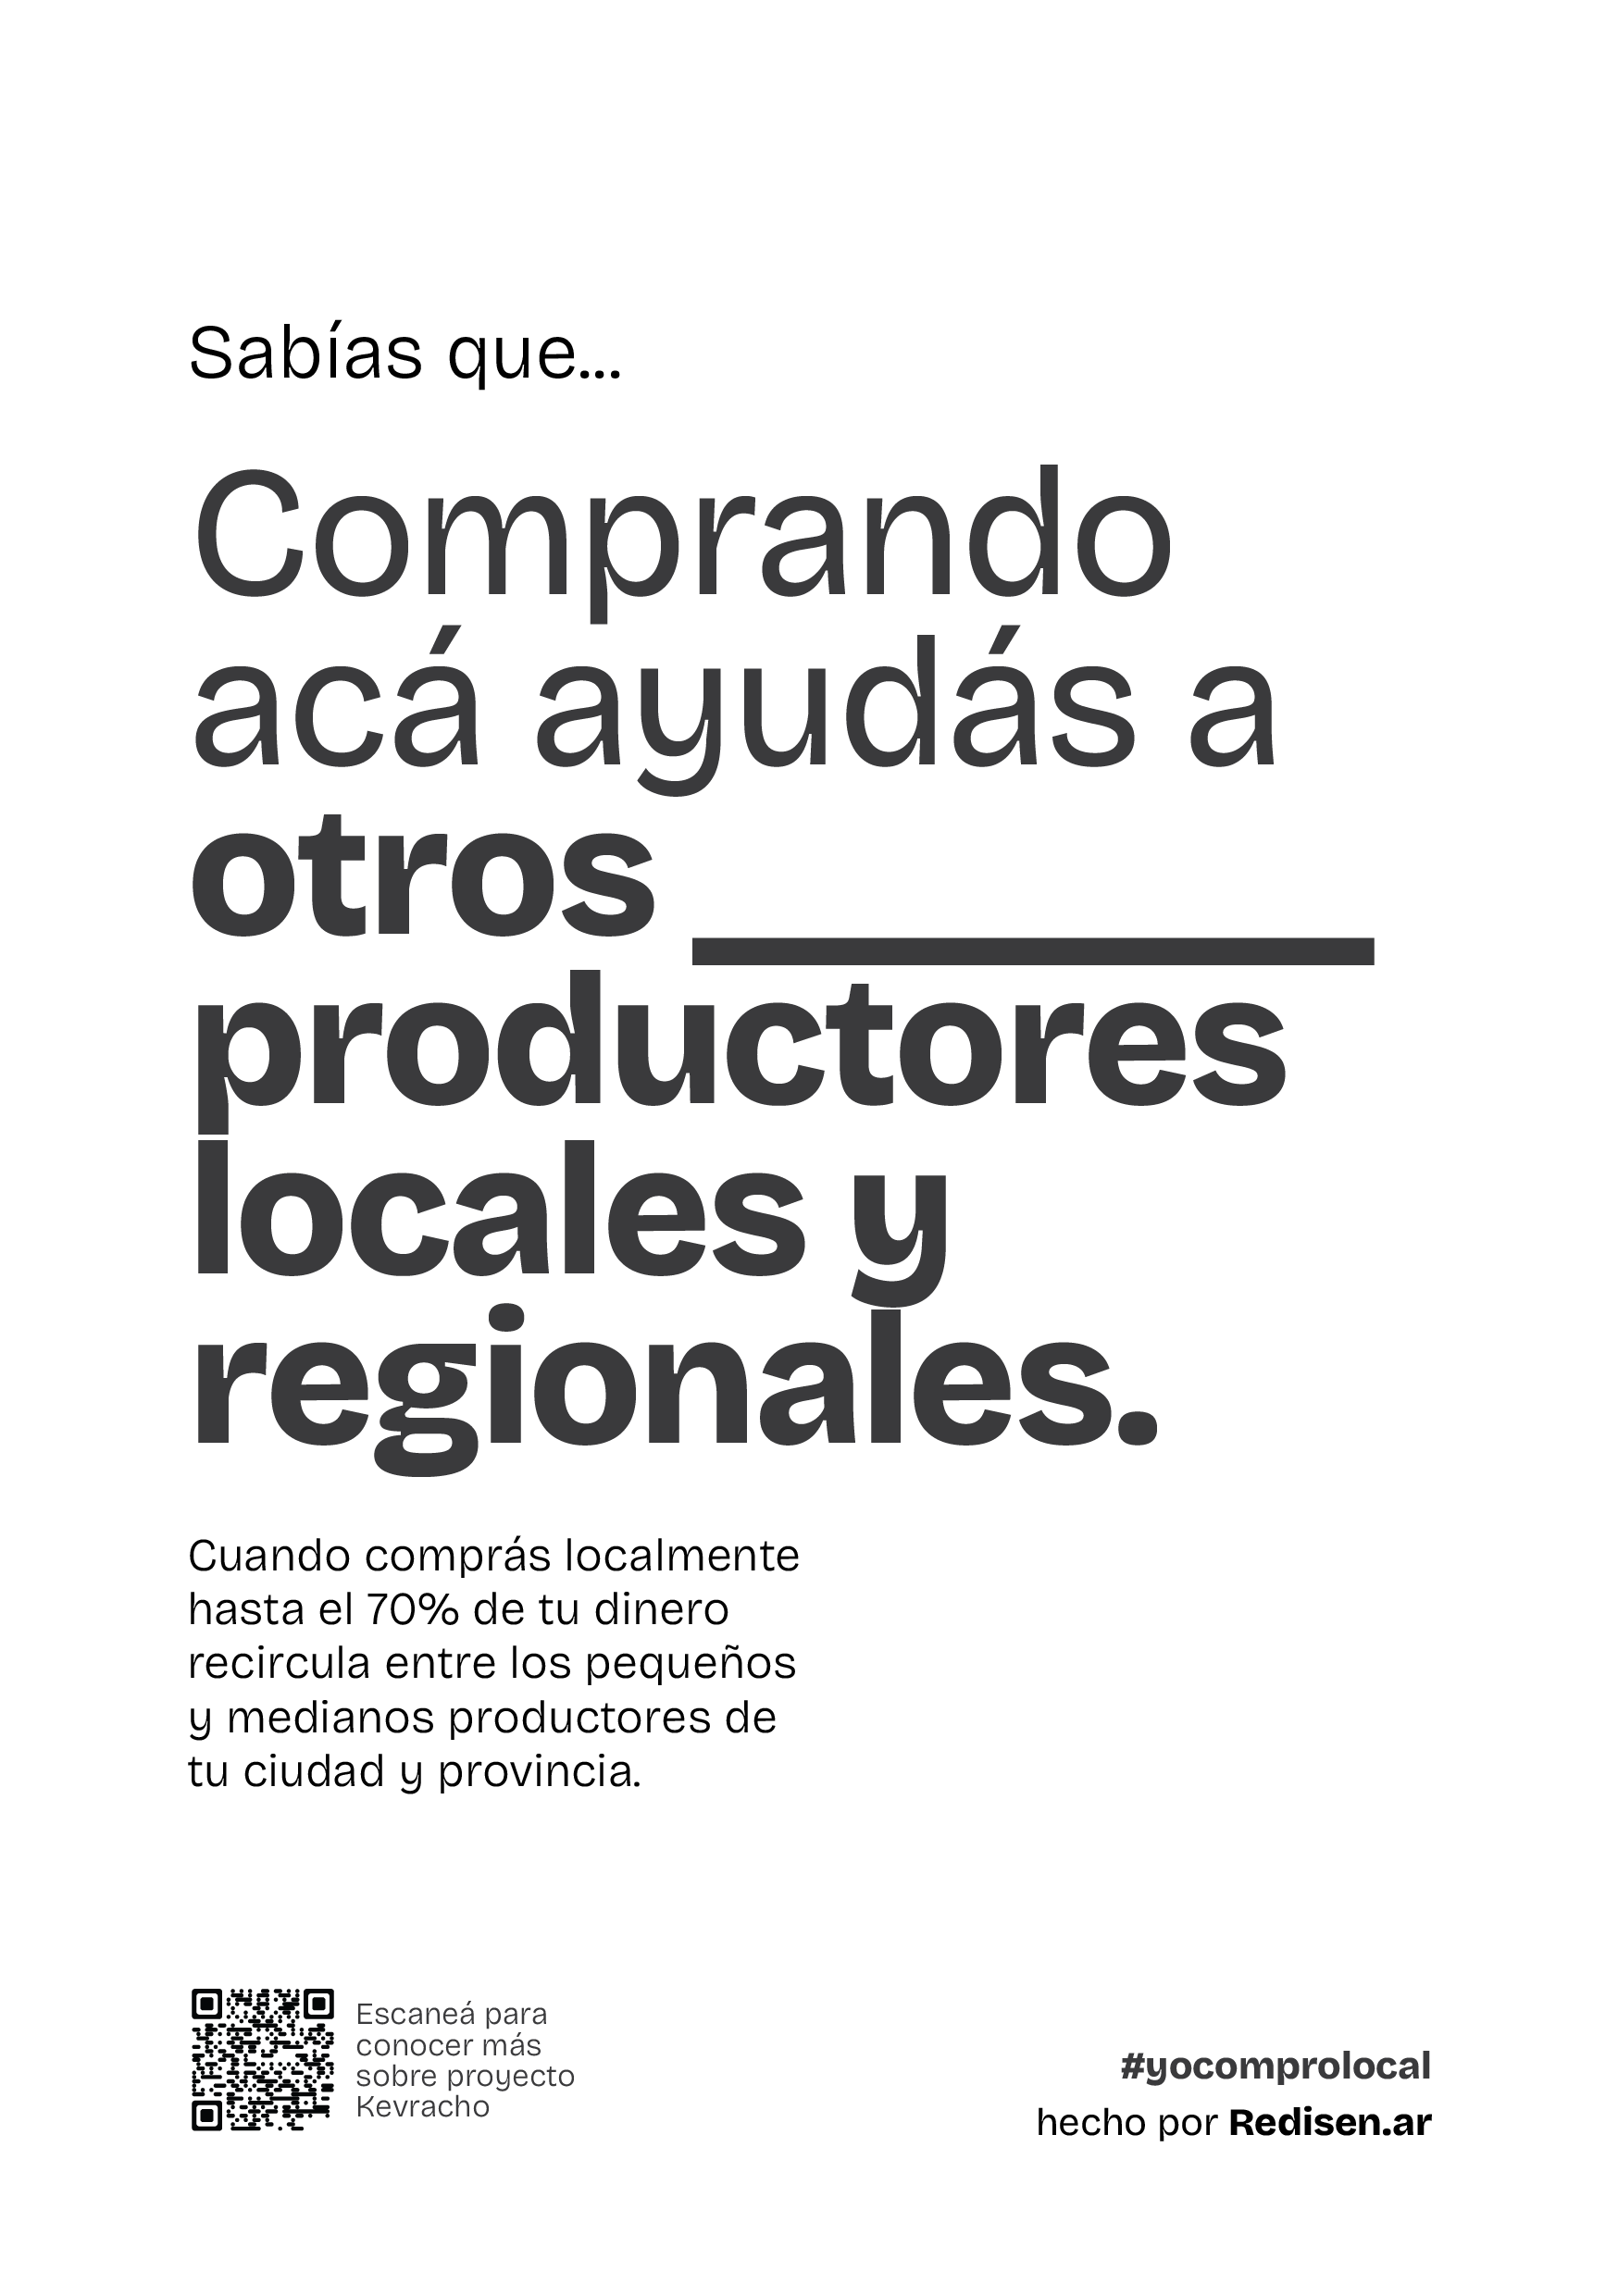 Sabías que...
Comprando
acá ayudás a
otros ________
productores
locales y
regionales.
Cuando comprás localmente
hasta el 70% de tu dinero
recircula entre los pequeños
y medianos productores de
tu ciudad y provincia.
Escaneá para
conocer más
sobre proyecto
Kevracho
#yocomprolocal
hecho por Redisen.ar